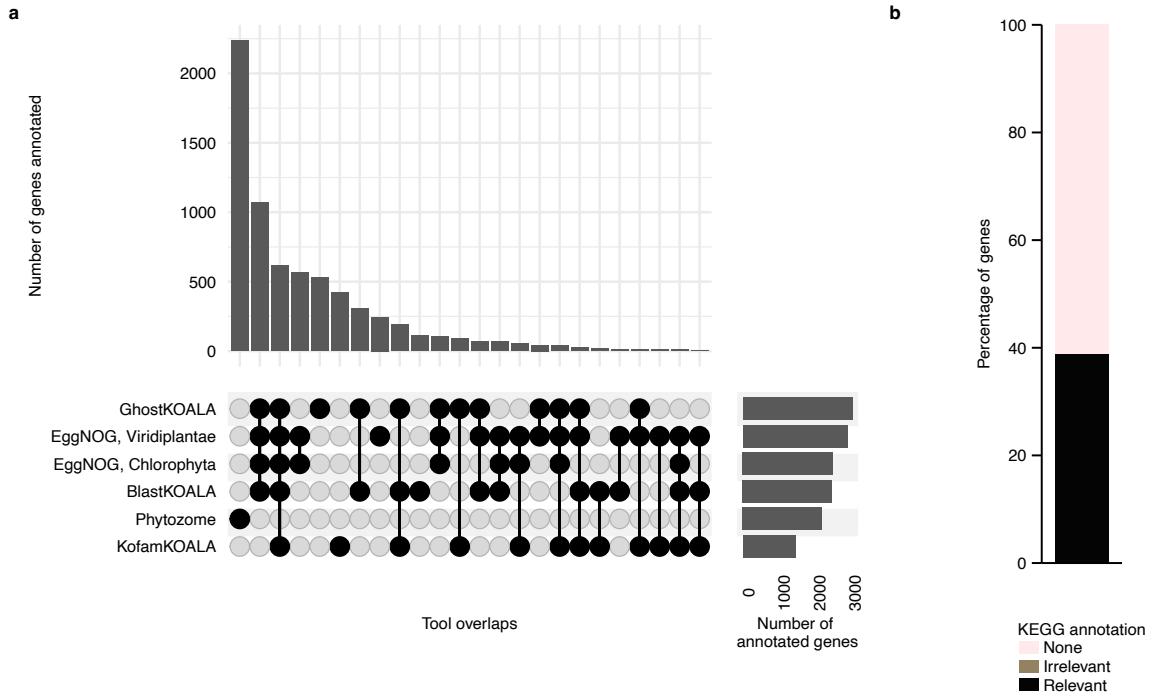 a
Number of genes annotated
2000
1500
1000
500
0
GhostKOALA
EggNOG, Viridiplantae
EggNOG, Chlorophyta
BlastKOALA
Phytozome
KofamKOALA
Tool overlaps
0
1000
2000
3000
Number of
annotated genes
b
Percentage of genes
100
80
60
40
20
0
KEGG annotation
None
Irrelevant
Relevant